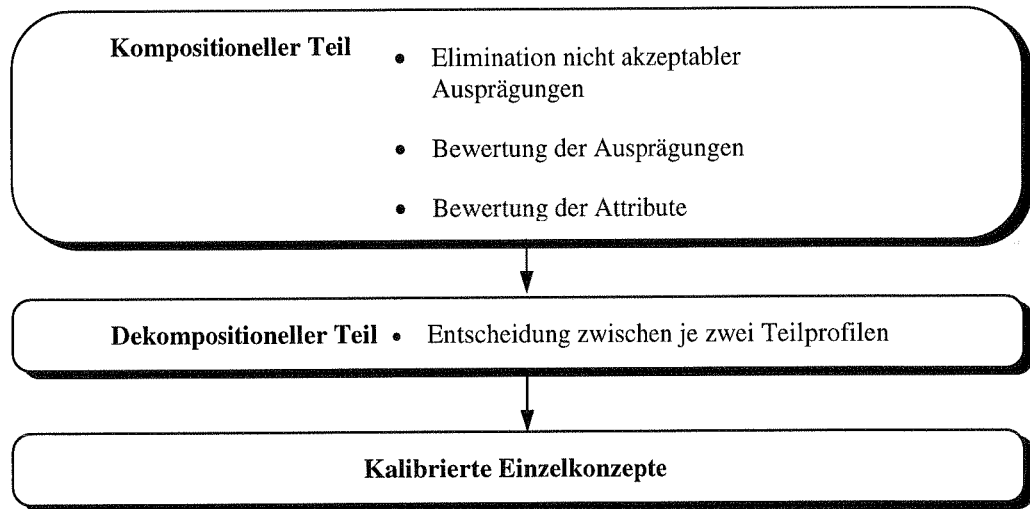 Kompositioneller Teil
• Elimination nicht akzeptabler
Ausprägungen
• Bewertung der Ausprägungen
• Bewertung der Attribute
Dekompositioneller Teil • Entscheidung zwischen je zwei Teilprofilen
Kalibrierte Einzelkonzepte